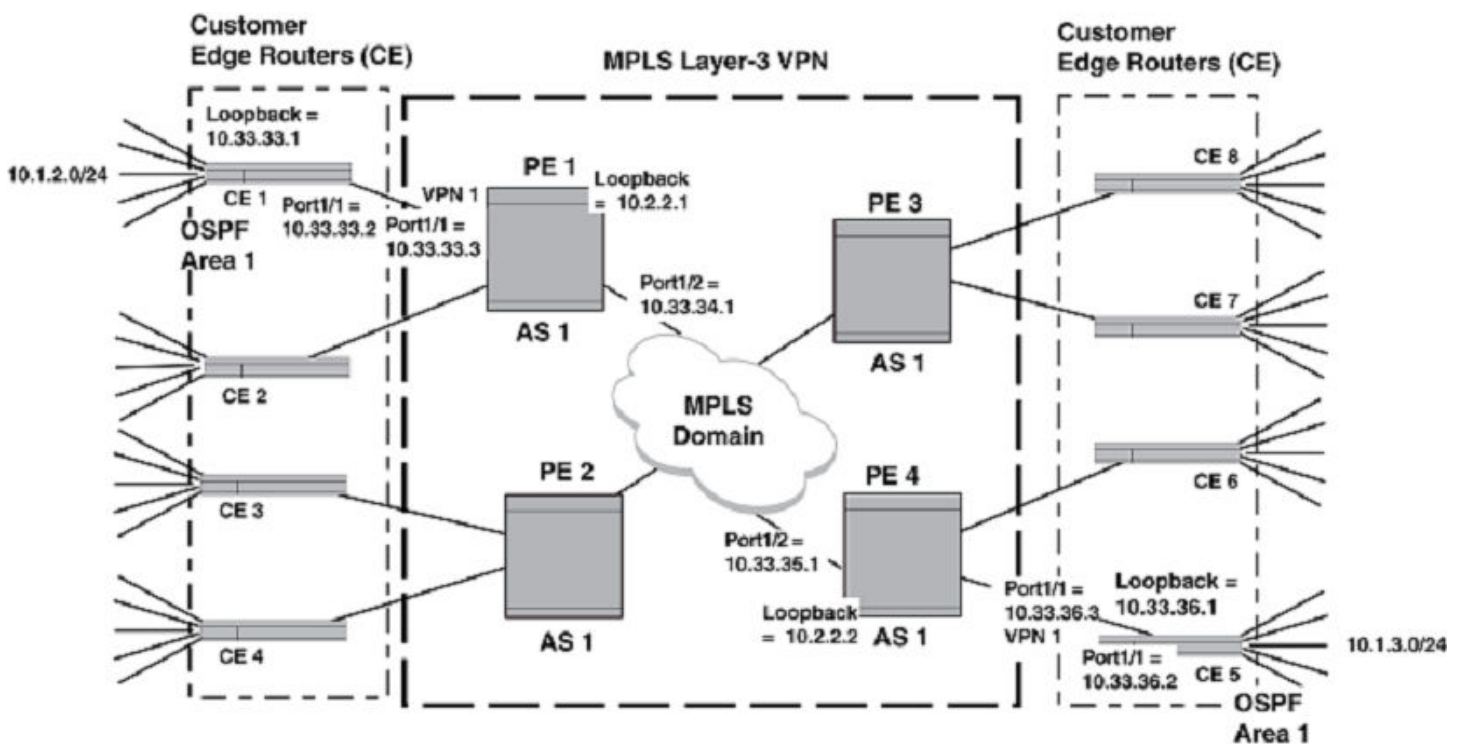 Customer
Edge Routers (CE)
MPLS Layer-3 VPN
Customer
Edge Routers (CE)
Loopback =
10.33.33.1
10.1.2.0/24
CE 1
Port1/1 =
10.33.33.2
OSPF
Area 1
VPN 1
Port1/1 =
10.33.33.3
PE 1
Loopback
= 10.2.2.1
AS 1
Port1/2 =
10.33.34.1
PE 3
AS 1
CE 8
CE 7
CE 2
MPLS
Domain
CE 3
PE 2
AS 1
CE 4
PE 4
Port1/2 =
10.33.35.1
Loopback
= 10.2.2.2
AS 1
CE 6
Port1/1 =
10.33.36.3
VPN 1
Loopback =
10.33.36.1
Port1/1 =
10.33.36.2
CE 5
10.1.3.0/24
OSPF
Area 1